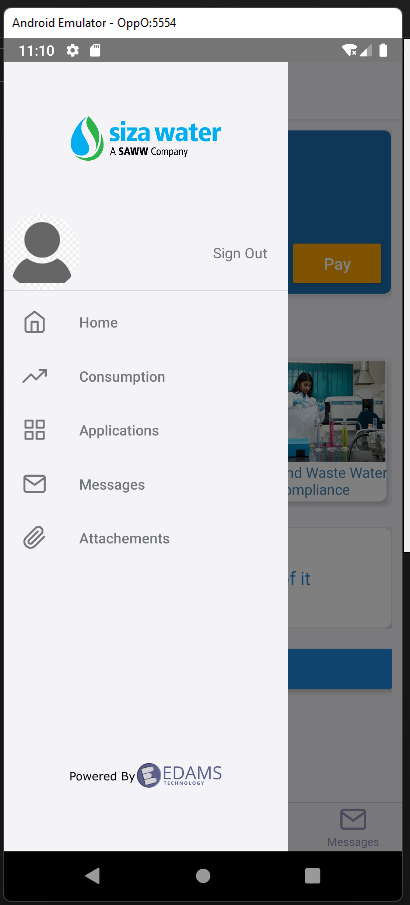 Android Emulator - OppO:5554
11:10
siza water
A SAWW Company
Sign Out
Pay
Home
Consumption
Applications
Messages
Attachements
nd Waste Water
ompliance
of it
Powered By EDAMS
TECHNOLOGY
Messages